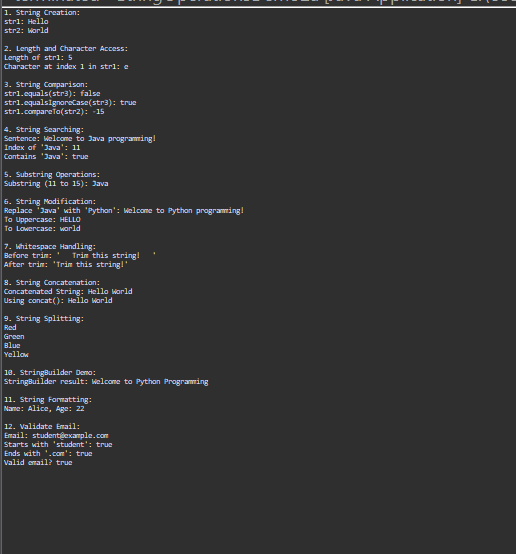 1. String Creation:
str1: Hello
str2: World
2. Length and Character Access:
Length of str1: 5
Character at index 1 in str1: e
3. String Comparison:
str1.equals(str3): false
str1.equalsIgnoreCase(str3): true
str1.compareTo(str2): -15
4. String Searching:
Sentence: Welcome to Java programming!
Index of 'Java': 11
Contains 'Java': true
5. Substring Operations:
Substring (11 to 15): Java
6. String Modification:
Replace 'Java' with 'Python': Welcome to Python programming!
To Uppercase: HELLO
To Lowercase: world
7. Whitespace Handling:
Before trim: '   Trim this string!   '
After trim: 'Trim this string!'
8. String Concatenation:
Concatenated String: Hello World
Using concat(): Hello World
9. String Splitting:
Red
Green
Blue
Yellow
10. StringBuilder Demo:
StringBuilder result: Welcome to Python Programming
11. String Formatting:
Name: Alice, Age: 22
12. Validate Email:
Email: student@example.com
Starts with 'student': true
Ends with '.com': true
Valid email? true